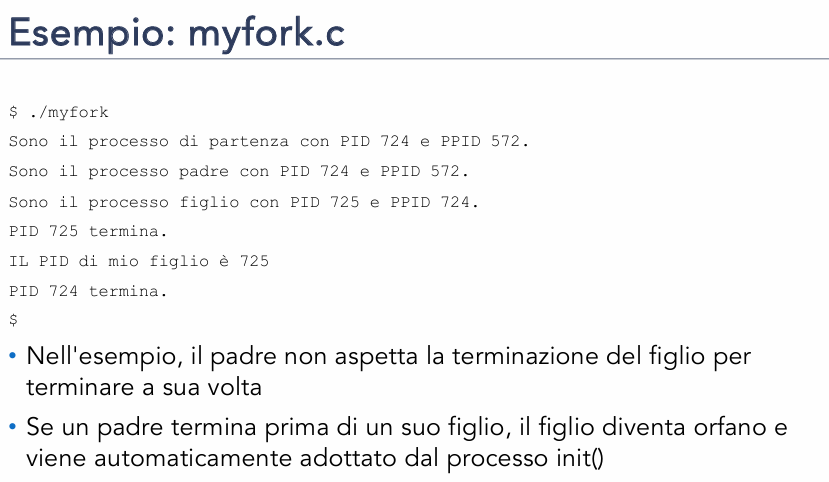 Esempio: myfork.c
$ ./myfork
Sono il processo di partenza con PID 724 e PPID 572.
Sono il processo padre con PID 724 e PPID 572.
Sono il processo figlio con PID 725 e PPID 724.
PID 725 termina.
IL PID di mio figlio è 725
PID 724 termina.
$
• Nell'esempio, il padre non aspetta la terminazione del figlio per
terminare a sua volta
• Se un padre termina prima di un suo figlio, il figlio diventa orfano e
viene automaticamente adottato dal processo init()